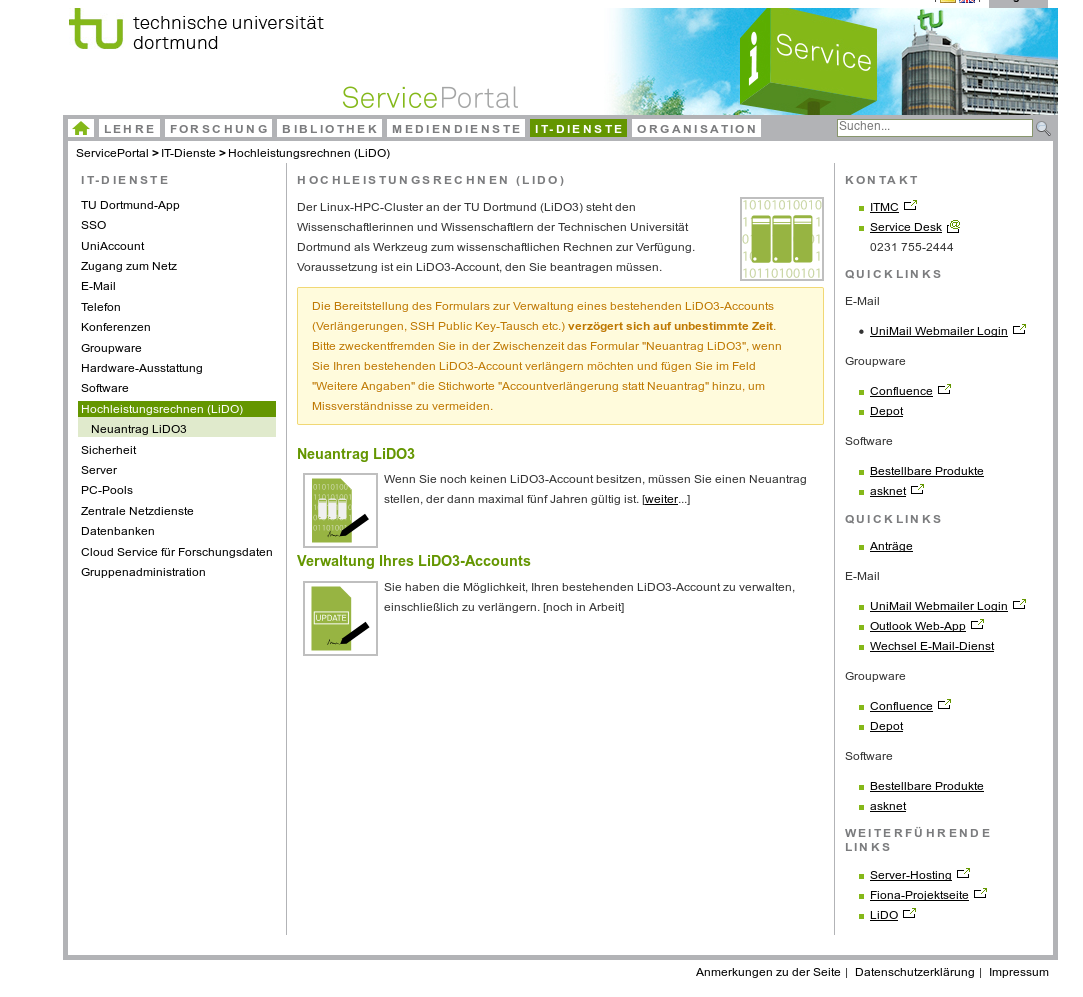 technische universität
dortmund
i Service
tu
ServicePortal
LEHRE FORSCHUNG BIBLIOTHEK MEDIENDIENSTE IT-DIENSTE ORGANISATION
Suchen...
ServicePortal > IT-Dienste > Hochleistungsrechnen (LiDO)
IT-DIENSTE
TU Dortmund-App
SSO
UniAccount
Zugang zum Netz
E-Mail
Telefon
Konferenzen
Groupware
Hardware-Ausstattung
Software
Hochleistungsrechnen (LiDO)
Neuantrag LiDO3
Sicherheit
Server
PC-Pools
Zentrale Netzdienste
Datenbanken
Cloud Service für Forschungsdaten
Gruppenadministration
HOCHLEISTUNGSRECHNEN (LIDO)
Der Linux-HPC-Cluster an der TU Dortmund (LiDO3) steht den
Wissenschaftlerinnen und Wissenschaftlern der Technischen Universität
Dortmund als Werkzeug zum wissenschaftlichen Rechnen zur Verfügung.
Voraussetzung ist ein LiDO3-Account, den Sie beantragen müssen.
Die Bereitstellung des Formulars zur Verwaltung eines bestehenden LiDO3-Accounts
(Verlängerungen, SSH Public Key-Tausch etc.) verzögert sich auf unbestimmte Zeit.
Bitte zweckentfremden Sie in der Zwischenzeit das Formular "Neuantrag LiDO3", wenn
Sie Ihren bestehenden LiDO3-Account verlängern möchten und fügen Sie im Feld
"Weitere Angaben" die Stichworte "Accountverlängerung statt Neuantrag" hinzu, um
Missverständnisse zu vermeiden.
Neuantrag LiDO3
Wenn Sie noch keinen LiDO3-Account besitzen, müssen Sie einen Neuantrag
stellen, der dann maximal fünf Jahren gültig ist. [weiter...]
Verwaltung Ihres LiDO3-Accounts
UPDATE
Sie haben die Möglichkeit, Ihren bestehenden LiDO3-Account zu verwalten,
einschließlich zu verlängern. [noch in Arbeit]
KONTAKT
ITMC
Service Desk
0231 755-2444
QUICKLINKS
E-Mail
UniMail Webmailer Login
Groupware
Confluence
Depot
Software
Bestellbare Produkte
asknet
QUICKLINKS
Anträge
E-Mail
UniMail Webmailer Login
Outlook Web-App
Wechsel E-Mail-Dienst
Groupware
Confluence
Depot
Software
Bestellbare Produkte
asknet
WEITERFÜHRENDE
LINKS
Server-Hosting
Fiona-Projektseite
LiDO
Anmerkungen zu der Seite | Datenschutzerklärung | Impressum